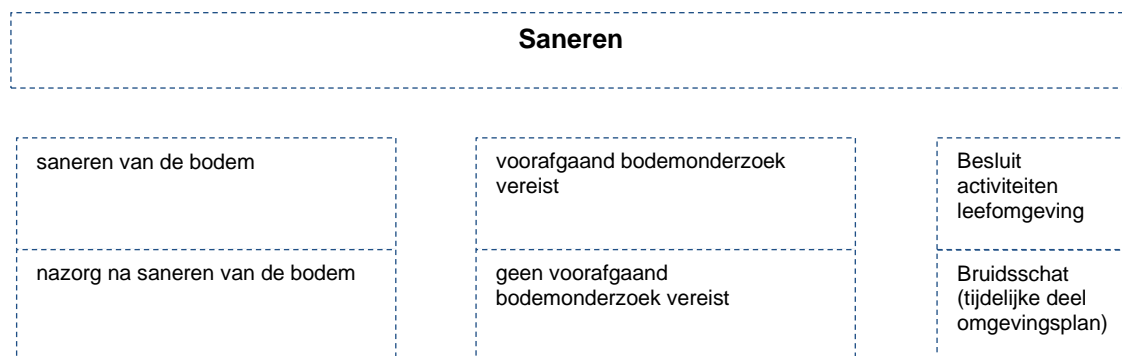 Saneren
saneren van de bodem
voorafgaand bodemonderzoek
vereist
Besluit
activiteiten
leefomgeving
nazorg na saneren van de bodem
geen voorafgaand
bodemonderzoek vereist
Bruidsschat
(tijdelijke deel
omgevingsplan)